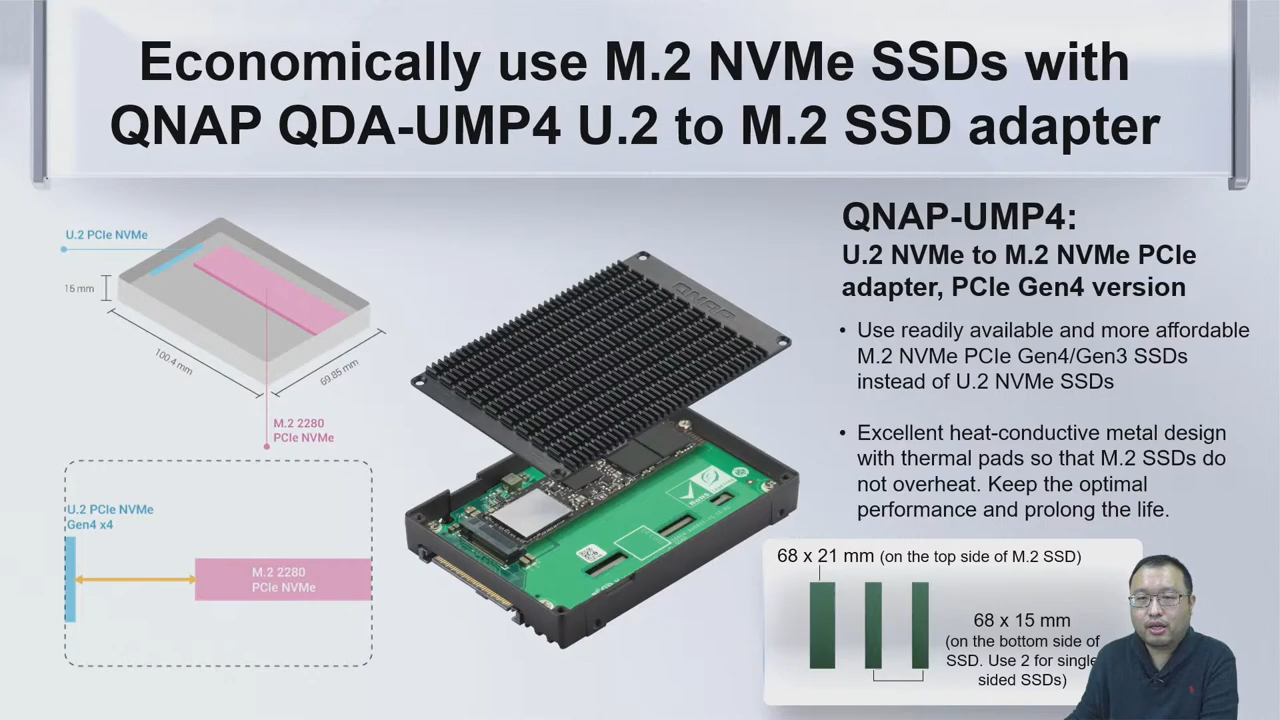 Economically use M.2 NVMe SSDs with
QNAP QDA-UMP4 U.2 to M.2 SSD adapter
U.2 PCIe NVMe
15 mm
100.4 mm
69.85 mm
M.2 2280
PCIe NVMe
U.2 PCIe NVMe
Gen4 x4
M.2 2280
PCIe NVMe
QNAP
QNAP-UMP4:
U.2 NVMe to M.2 NVMe PCIe
adapter, PCIe Gen4 version
• Use readily available and more affordable
M.2 NVMe PCIe Gen4/Gen3 SSDs
instead of U.2 NVMe SSDs
• Excellent heat-conductive metal design
with thermal pads so that M.2 SSDs do
not overheat. Keep the optimal
performance and prolong the life.
68 x 21 mm (on the top side of M.2 SSD)
68 x 15 mm
(on the bottom side of
SSD. Use 2 for single
sided SSDs)